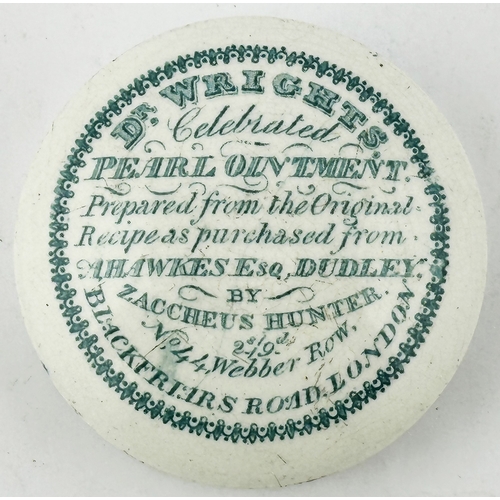 DR. WRIGHTS.
Celebrated
PEARL OINTMENT.
Prepared from the Original
Recipe as purchased from
A HAWKES ESQ, DUDLEY.
BY
ZACCHEUS HUNTER.
2s/9d
No. 44, Webber Row,
BLACKFRIARS ROAD, LONDON